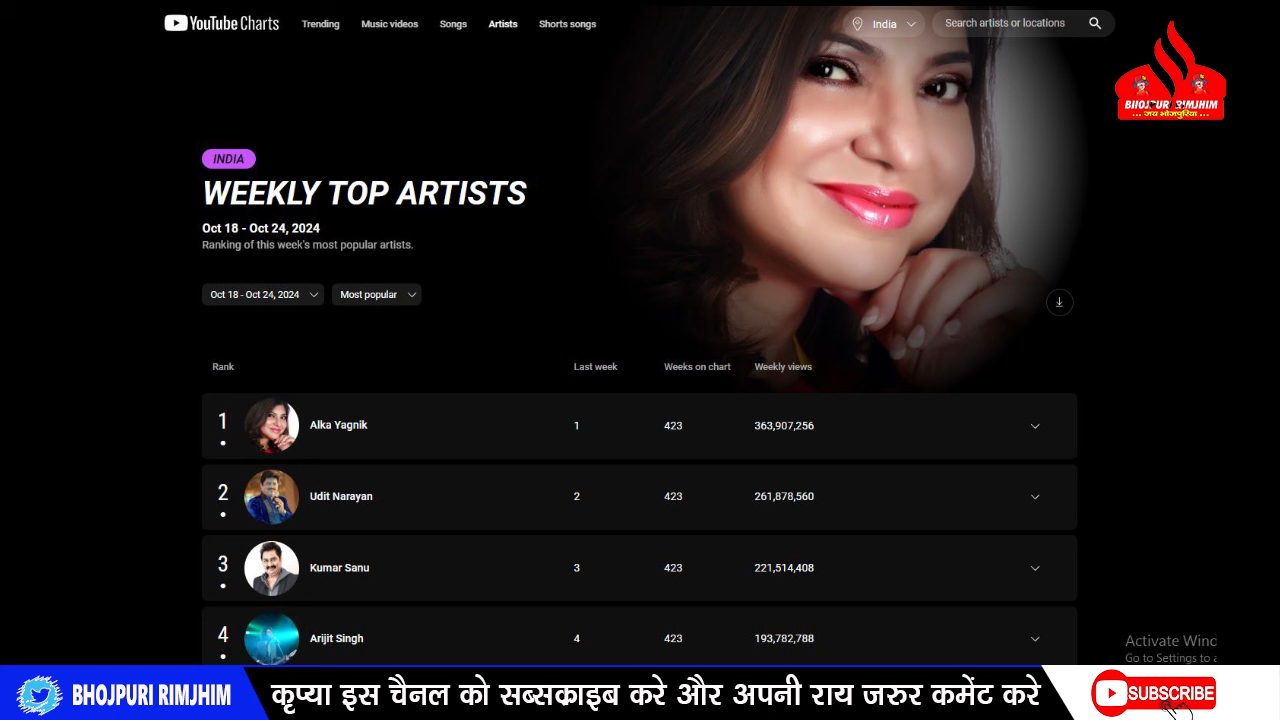 YouTube Charts
Trending
Music videos
Songs
Artists
Shorts songs
India
Search artists or locations
BHOJPURI RIMJHIM
... जय भोजपुरिया ...
INDIA
WEEKLY TOP ARTISTS
Oct 18 - Oct 24, 2024
Ranking of this week's most popular artists.
Oct 18 - Oct 24, 2024
Most popular
Rank Last week Weeks on chart Weekly views
1 Alka Yagnik 1 423 363,907,256
2 Udit Narayan 2 423 261,878,560
3 Kumar Sanu 3 423 221,514,408
4 Arijit Singh 4 423 193,782,788
Activate Winc
Go to Settings to a
BHOJPURI RIMJHIM
कृप्या इस चैनल को सब्सक्राइब करे और अपनी राय जरुर कमेंट करे
SUBSCRIBE